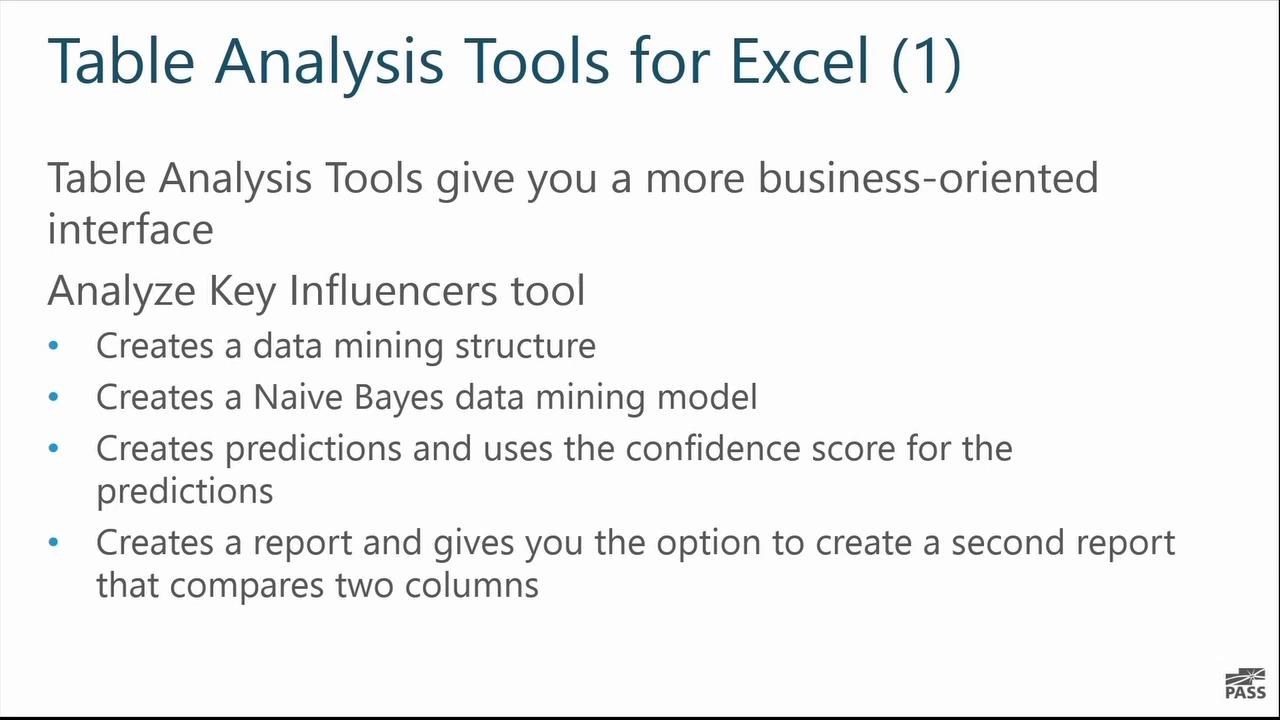 Table Analysis Tools for Excel (1)
Table Analysis Tools give you a more business-oriented
interface
Analyze Key Influencers tool
• Creates a data mining structure
• Creates a Naive Bayes data mining model
• Creates predictions and uses the confidence score for the
predictions
• Creates a report and gives you the option to create a second report
that compares two columns
PASS